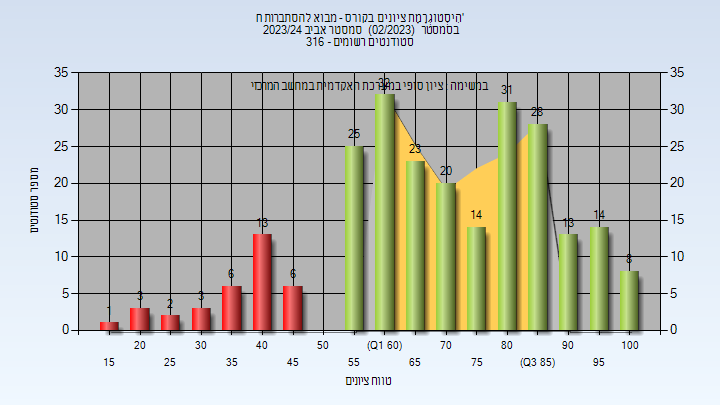 'היסטוגרמת ציונים בקורס - מבוא להסתברות ח
בסמסטר (02/2023) סמסטר אביב 2023/24
סטודנטים רשומים - 316
במשימה ציון סופי במערכת האקדמית במחשב המרכזי
מספר סטודנטים
35 35
30 30
25 25
20 20
15 15
10 10
5 5
0 0
1 3 2 3 6 13 6 25 32 23 20 14 31 28 13 14 8
20 30 40 50 (Q1 60) 70 80 90 100
15 25 35 45 55 65 75 (Q3 85) 95
טווח ציונים